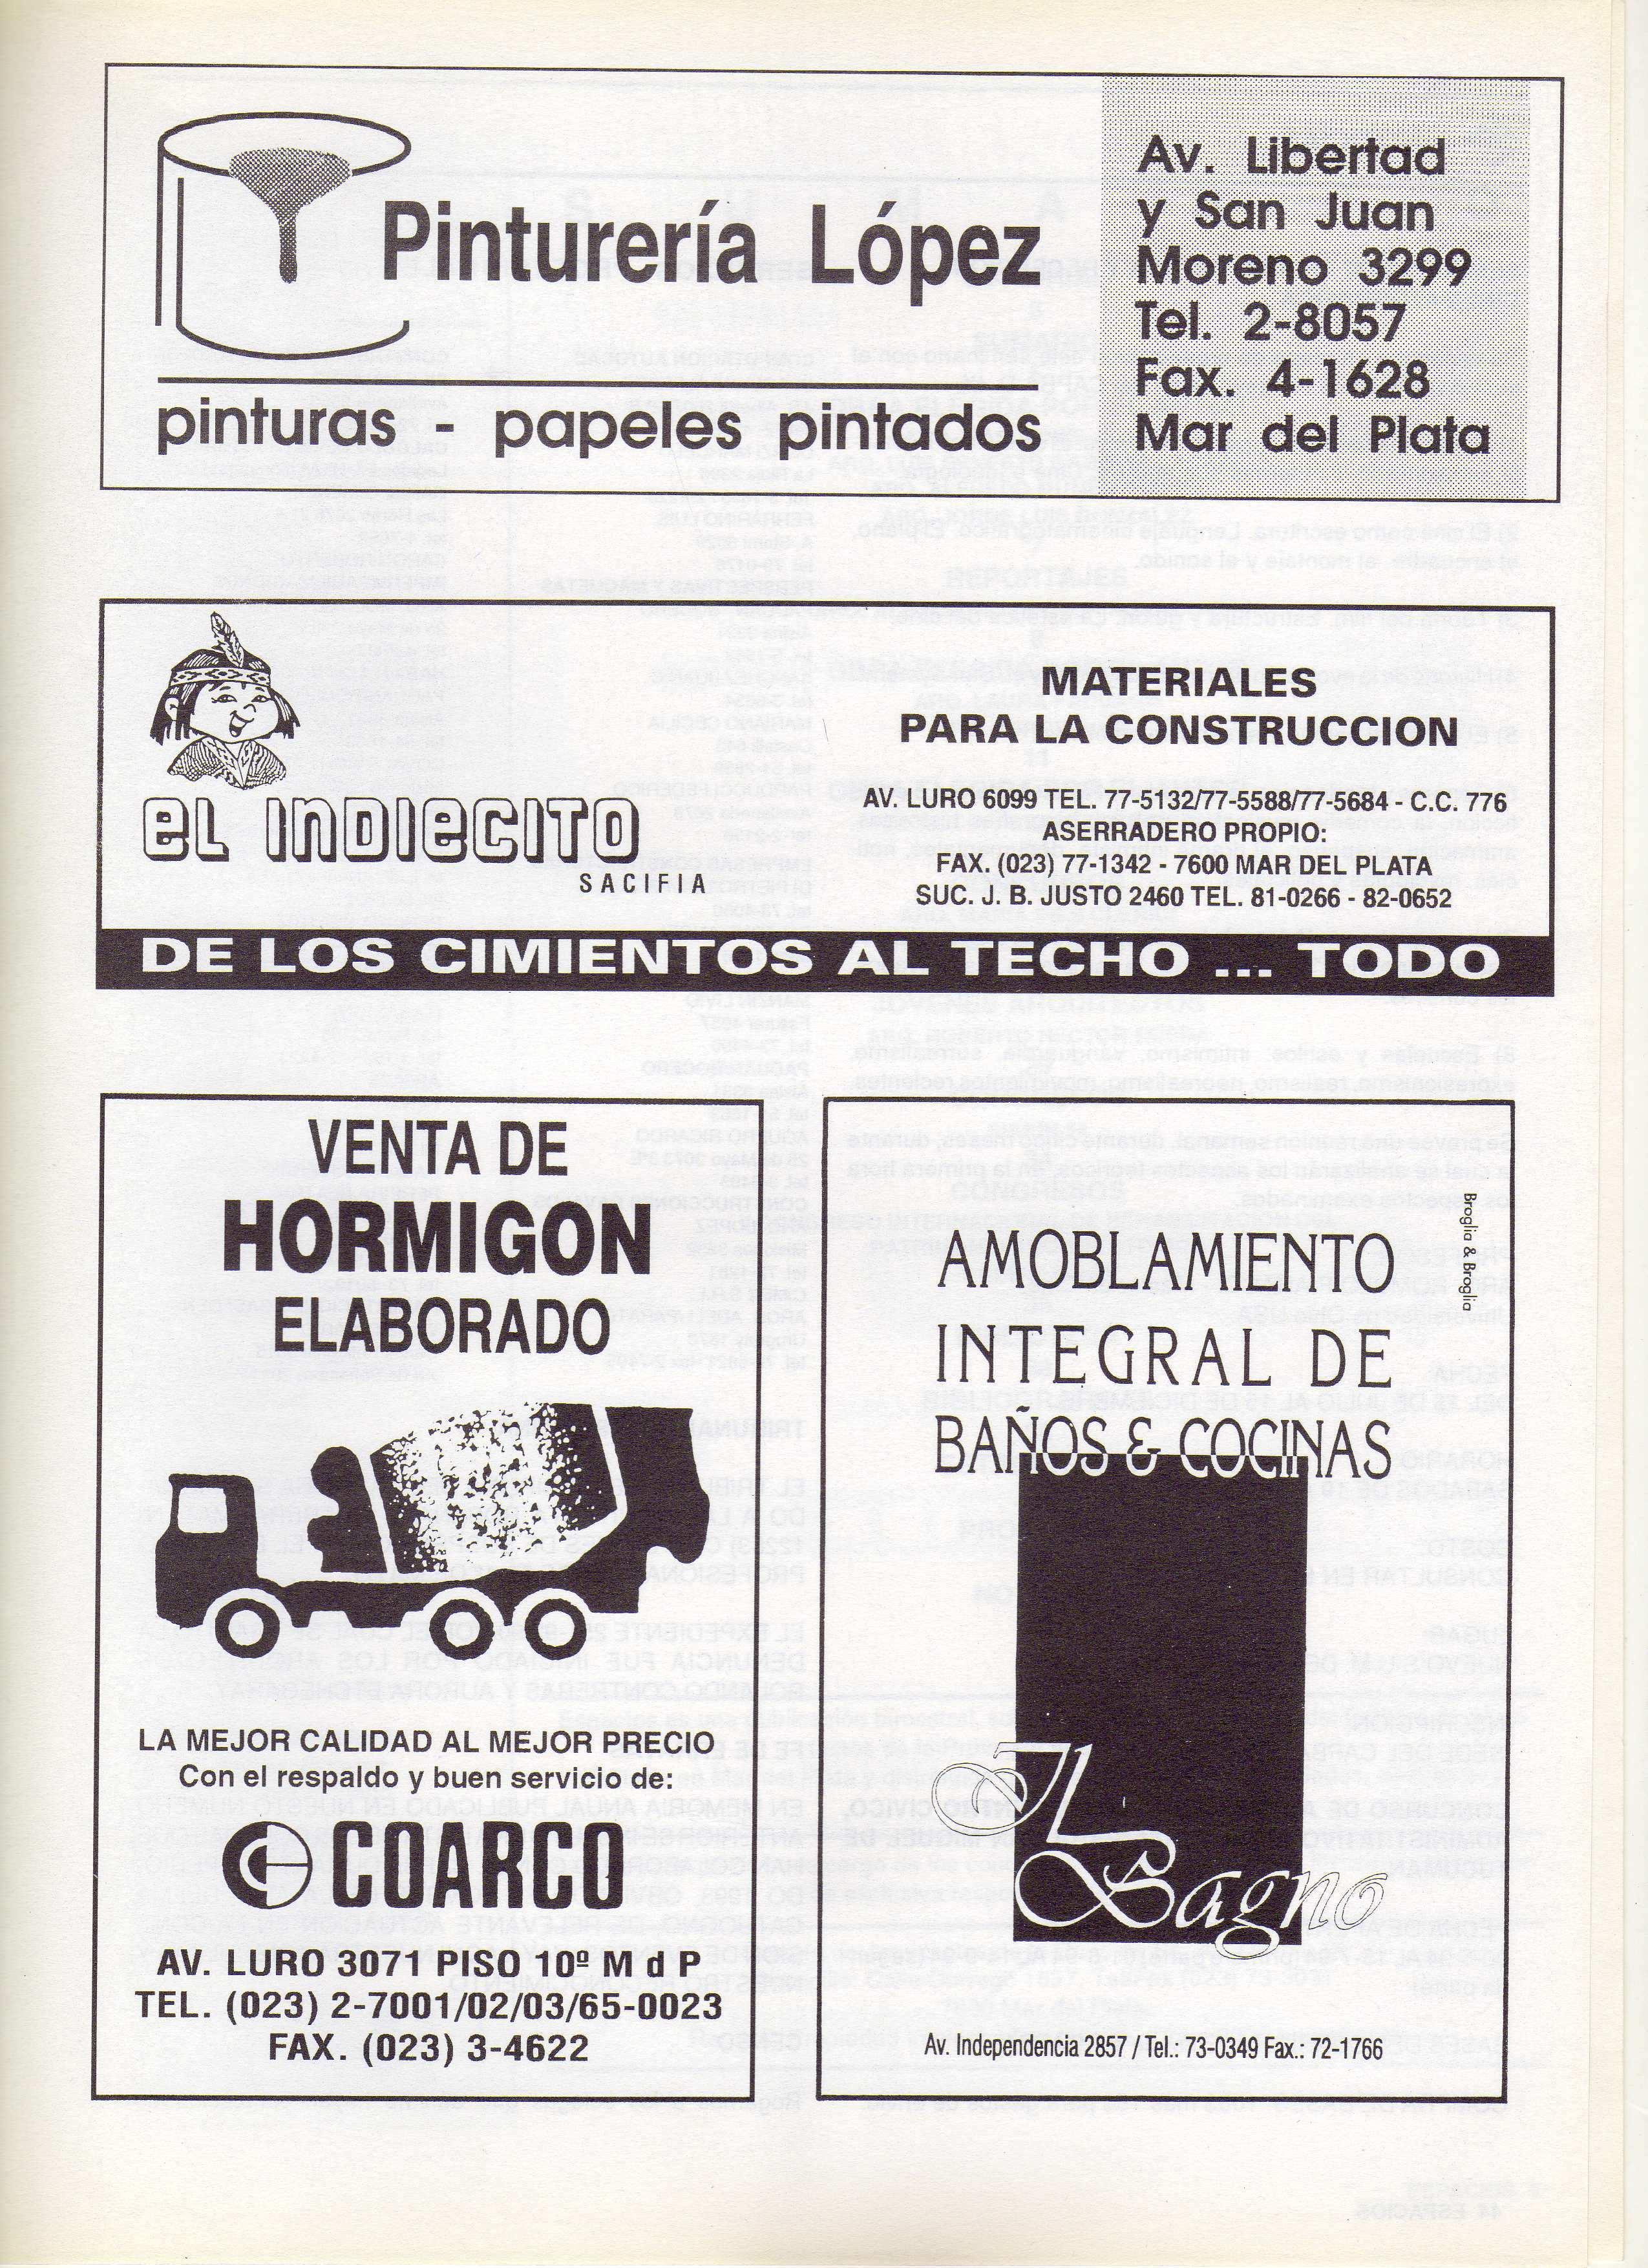 Pinturería López
pinturas - papeles pintados
Av. Libertad
y San Juan
Moreno 3299
Tel. 2-8057
Fax. 4-1628
Mar del Plata
EL INDIECITO
SACIFIA
MATERIALES
PARA LA CONSTRUCCION
AV. LURO 6099 TEL. 77-5132/77-5588/77-5684 - C.C. 776
ASERRADERO PROPIO:
FAX. (023) 77-1342 - 7600 MAR DEL PLATA
SUC. J. B. JUSTO 2460 TEL. 81-0266 - 82-0652
DE LOS CIMIENTOS AL TECHO ... TODO
VENTA DE
HORMIGON
ELABORADO
LA MEJOR CALIDAD AL MEJOR PRECIO
Con el respaldo y buen servicio de:
COARCO
AV. LURO 3071 PISO 10º M d P
TEL. (023) 2-7001/02/03/65-0023
FAX. (023) 3-4622
Broglia & Broglia
AMOBLAMIENTO
INTEGRAL DE
BAÑOS & COCINAS
Il
Bagno
Av. Independencia 2857 / Tel.: 73-0349 Fax.: 72-1766